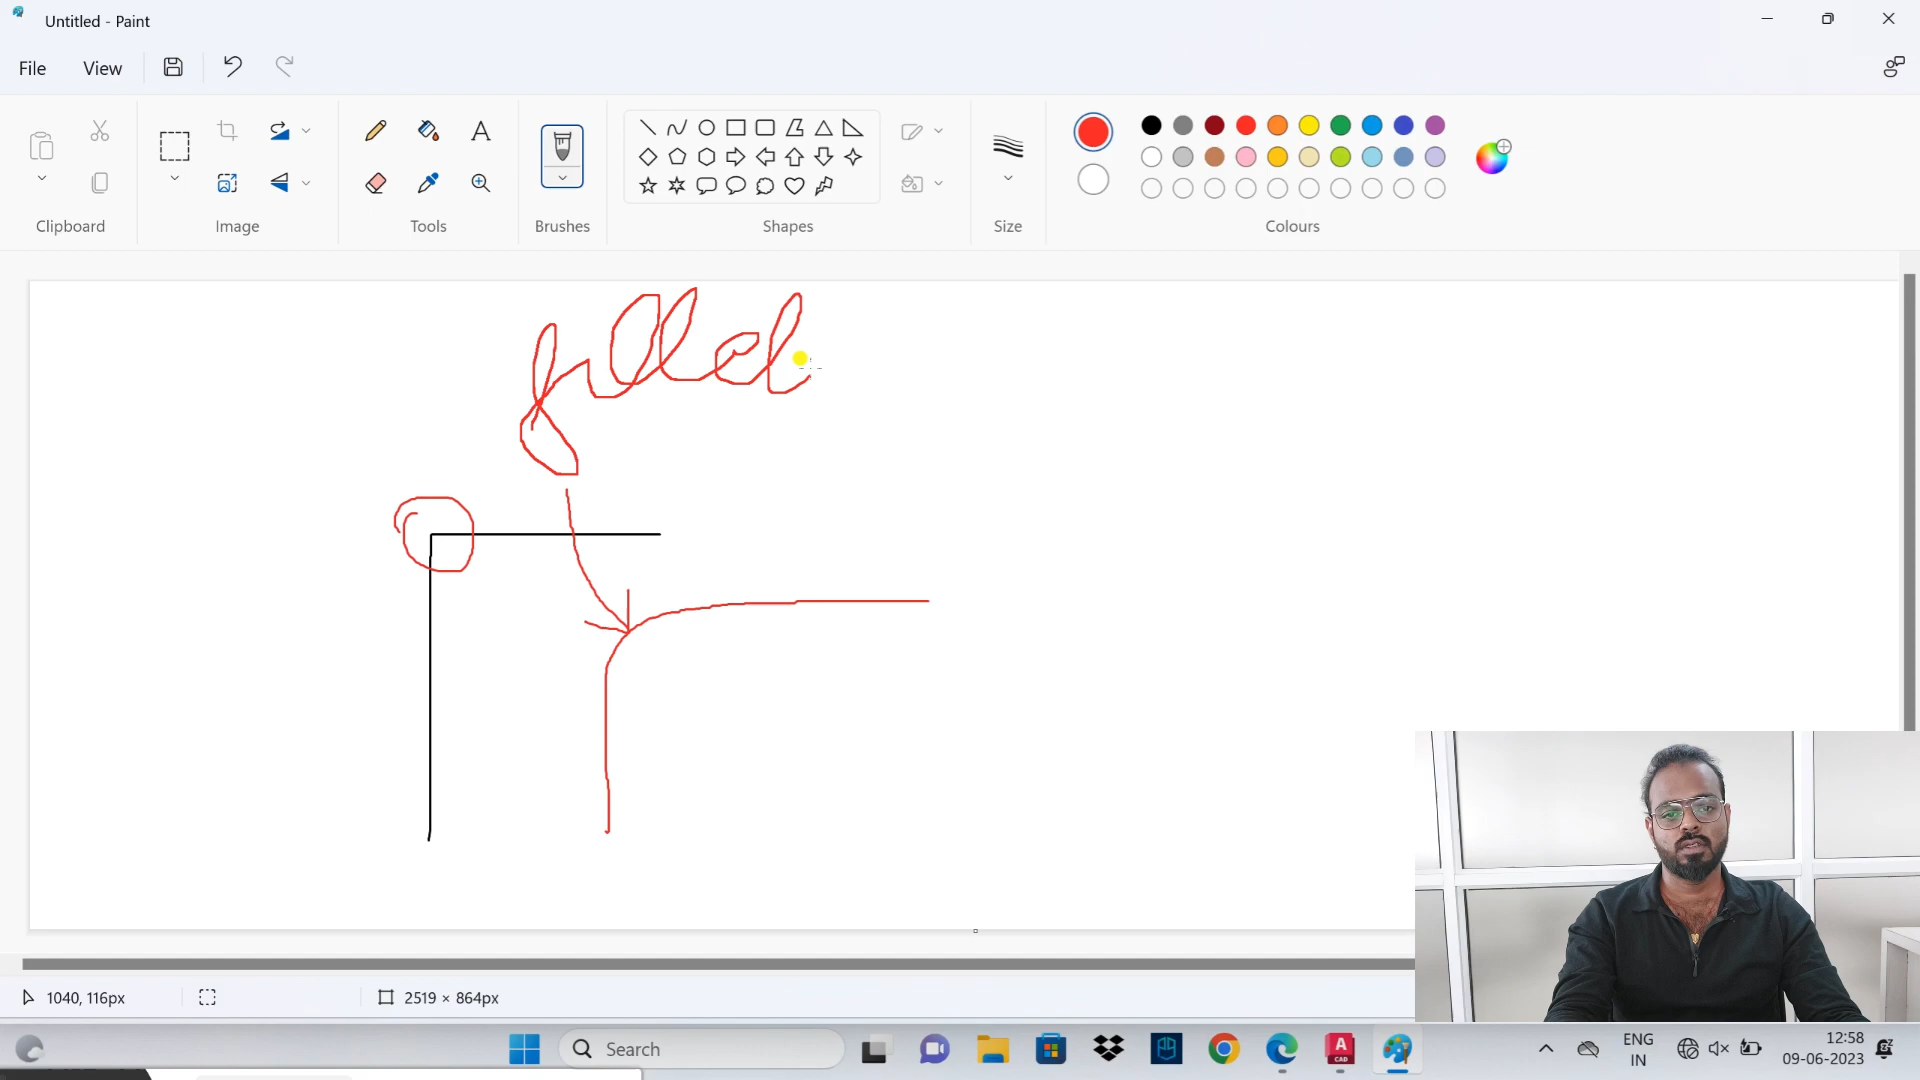 Untitled - Paint
File View
Clipboard
Image
Tools
Brushes
Shapes
Size
Colours
fillet
1040, 116px
2519 × 864px
Search
CAD
ENG
IN
12:58
09-06-2023